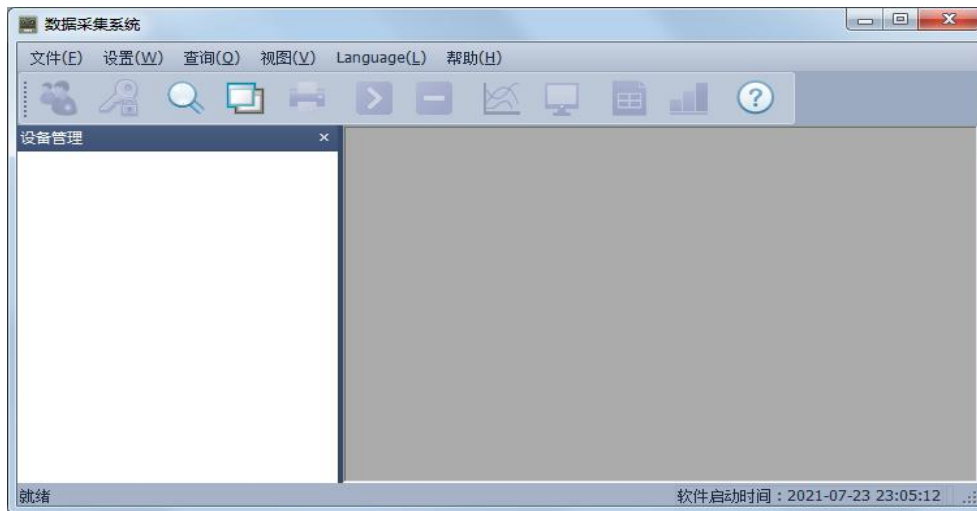 数据采集系统
文件(F) 设置(W) 查询(Q) 视图(V) Language(L) 帮助(H)
?
设备管理 ×
就绪 软件启动时间：2021-07-23 23:05:12